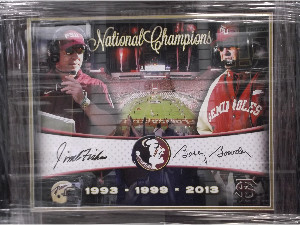 National Champions
SEMINOLES
Jimbo Fisher
Bobby Bowden
1993 - 1999 - 2013